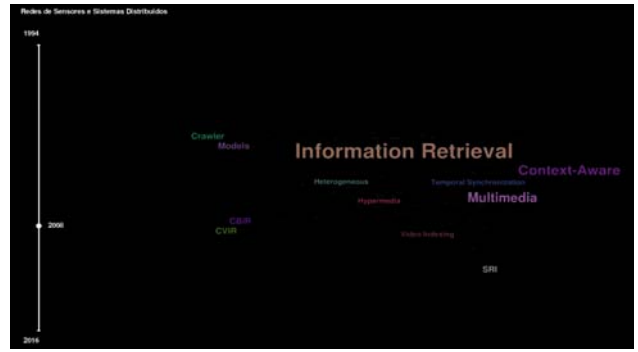 Redes de Sensores e Sistemas Distribuídos
1994
Crawler
Models
Information Retrieval
Context-Aware
Heterogeneous
Temporal Synchronization
Hypermedia
Multimedia
CBIR
2008
CVIR
Video Indexing
SRI
2016